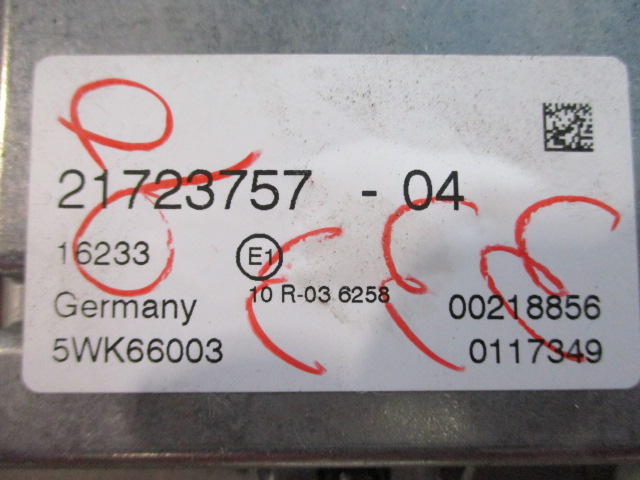 21723757 - 04
16233 E1
10 R-03 6258
Germany 00218856
5WK66003 0117349